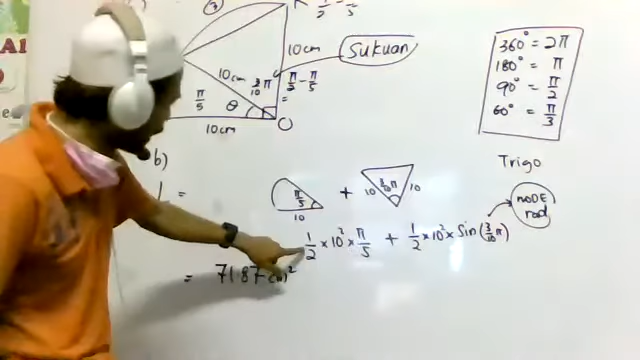 10cm
Sukuan
10cm
3/10 π
π/2 - π/5
=
π/5
θ
10cm
O
360° = 2π
180° = π
90° = π/2
60° = π/3
b)
=
π/5
10
+
10
3/10 π
10
Trigo
MODE
rad
1/2 × 10² × π/5 + 1/2 × 10² × sin(3/10 π)
= 71.87 cm²